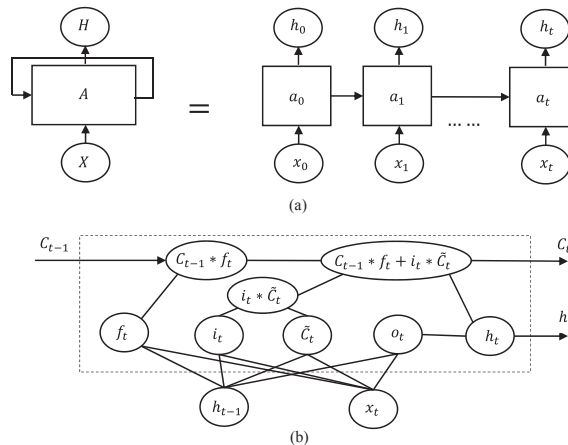 H h₀ h₁ hₜ
A = a₀ a₁ aₜ
... ...
X x₀ x₁ xₜ
(a)
Cₜ₋₁ Cₜ₋₁ * fₜ Cₜ₋₁ * fₜ + iₜ * C̃ₜ Cₜ
iₜ * C̃ₜ
fₜ iₜ C̃ₜ oₜ hₜ h
hₜ₋₁ xₜ
(b)